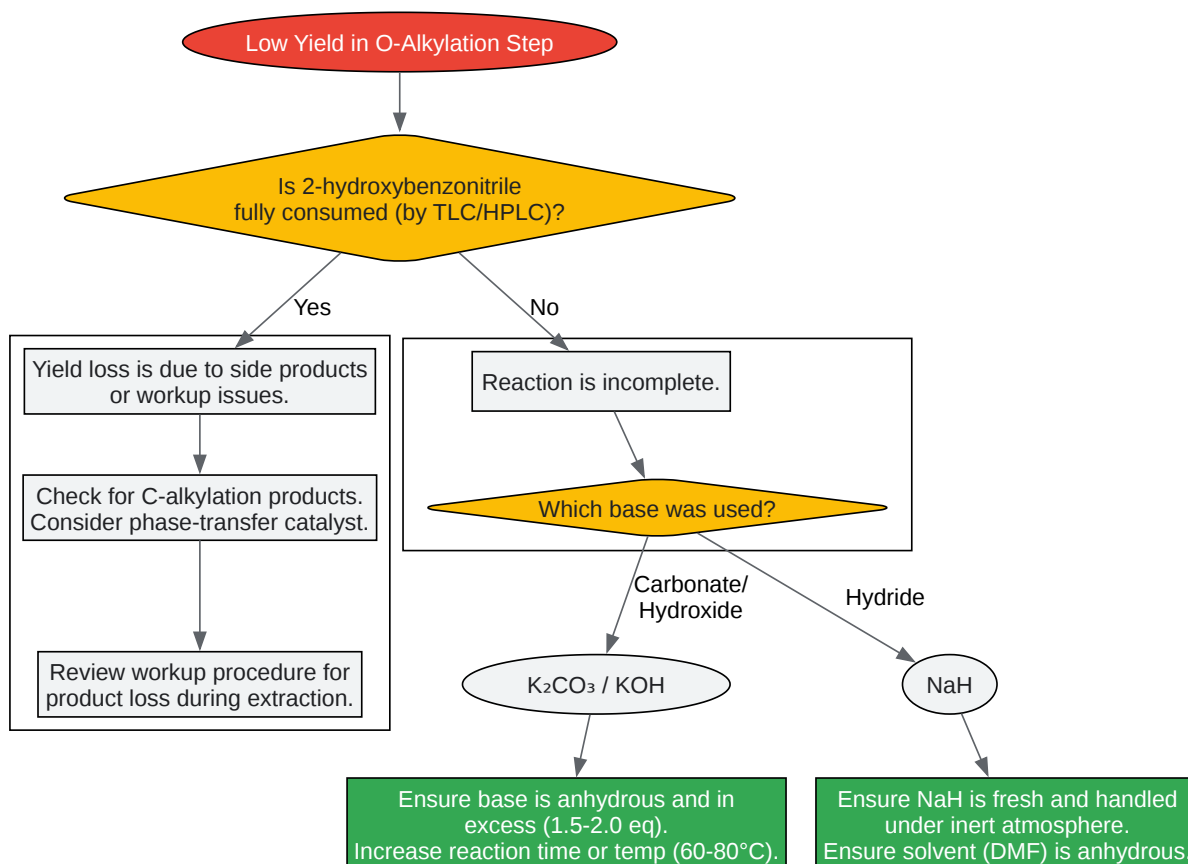 Low Yield in O-Alkylation Step
Is 2-hydroxybenzonitrile
fully consumed (by TLC/HPLC)?
Yes
No
Yield loss is due to side products
or workup issues.
Reaction is incomplete.
Check for C-alkylation products.
Consider phase-transfer catalyst.
Which base was used?
Carbonate/
Hydroxide
Hydride
Review workup procedure for
product loss during extraction.
K₂CO₃ / KOH
NaH
Ensure base is anhydrous and in
excess (1.5-2.0 eq).
Increase reaction time or temp (60-80°C).
Ensure NaH is fresh and handled
under inert atmosphere.
Ensure solvent (DMF) is anhydrous